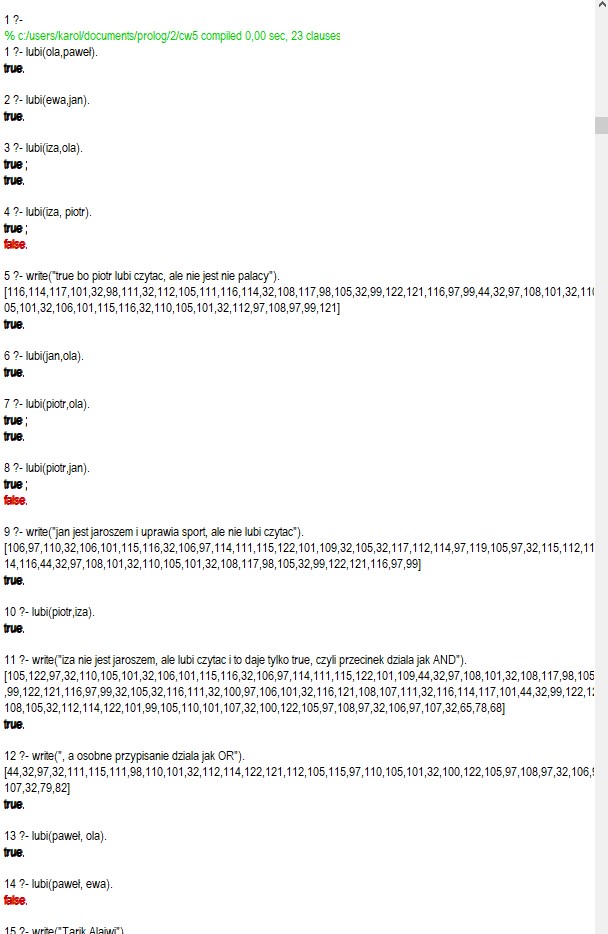 1 ?-
% c:/users/karol/documents/prolog/2/cw5 compiled 0,00 sec, 23 clauses
1 ?- lubi(ola,paweł).
true.
2 ?- lubi(ewa,jan).
true.
3 ?- lubi(iza,ola).
true ;
true.
4 ?- lubi(iza, piotr).
true ;
false.
5 ?- write("true bo piotr lubi czytac, ale nie jest nie palacy").
[116,114,117,101,32,98,111,32,112,105,111,116,114,32,108,117,98,105,32,99,122,121,116,97,99,44,32,97,108,101,32,110
05,101,32,106,101,115,116,32,110,105,101,32,112,97,108,97,99,121]
true.
6 ?- lubi(jan,ola).
true.
7 ?- lubi(piotr,ola).
true ;
true.
8 ?- lubi(piotr,jan).
true ;
false.
9 ?- write("jan jest jaroszem i uprawia sport, ale nie lubi czytac").
[106,97,110,32,106,101,115,116,32,106,97,114,111,115,122,101,109,32,105,32,117,112,114,97,119,105,97,32,115,112,11
14,116,44,32,97,108,101,32,110,105,101,32,108,117,98,105,32,99,122,121,116,97,99]
true.
10 ?- lubi(piotr,iza).
true.
11 ?- write("iza nie jest jaroszem, ale lubi czytac i to daje tylko true, czyli przecinek dziala jak AND").
[105,122,97,32,110,105,101,32,106,101,115,116,32,106,97,114,111,115,122,101,109,44,32,97,108,101,32,108,117,98,105
,99,122,121,116,97,99,32,105,32,116,111,32,100,97,106,101,32,116,121,108,107,111,32,116,114,117,101,44,32,99,122,12
108,105,32,112,114,122,101,99,105,110,101,107,32,100,122,105,97,108,97,32,106,97,107,32,65,78,68]
true.
12 ?- write(", a osobne przypisanie dziala jak OR").
[44,32,97,32,111,115,111,98,110,101,32,112,114,122,121,112,105,115,97,110,105,101,32,100,122,105,97,108,97,32,106,9
107,32,79,82]
true.
13 ?- lubi(paweł, ola).
true.
14 ?- lubi(paweł, ewa).
false.
15 ?- write("Tarik Alaiwi")